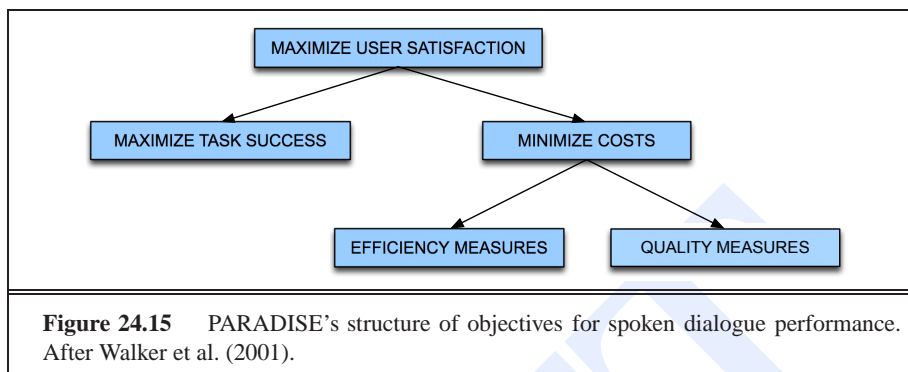 MAXIMIZE USER SATISFACTION
MAXIMIZE TASK SUCCESS
MINIMIZE COSTS
EFFICIENCY MEASURES
QUALITY MEASURES
Figure 24.15 PARADISE's structure of objectives for spoken dialogue performance.
After Walker et al. (2001).